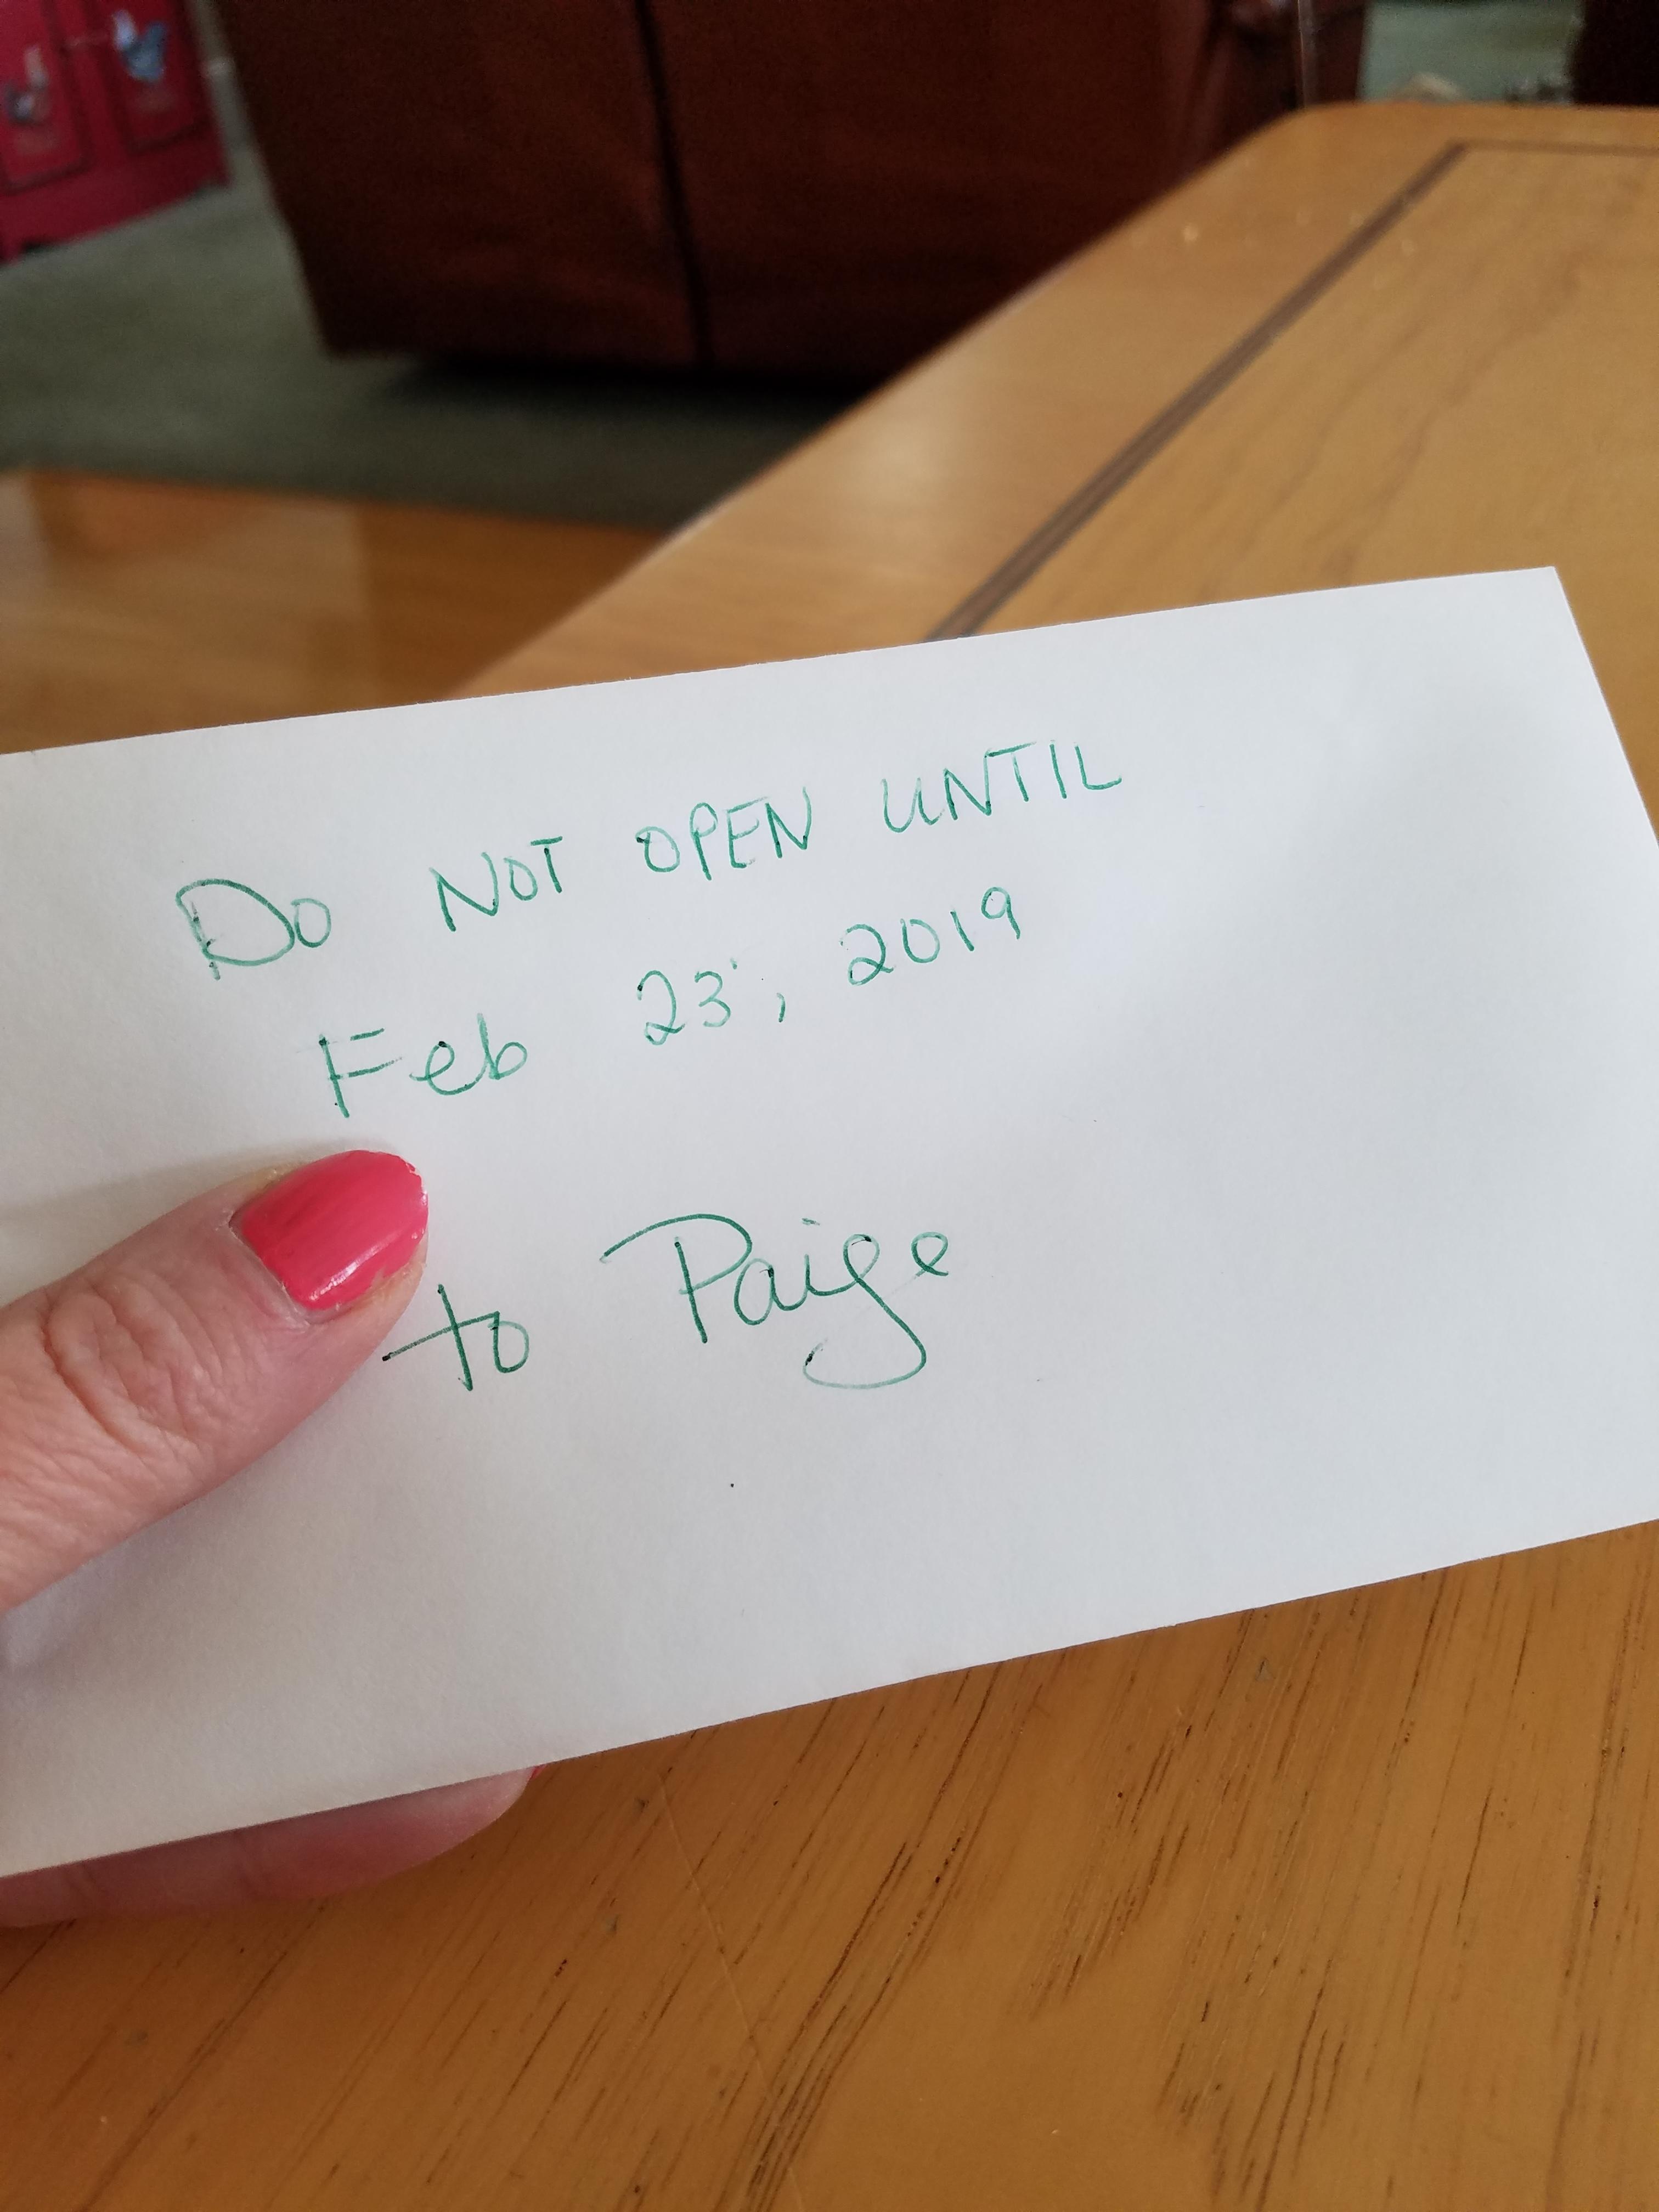 Do NOT OPEN UNTIL
Feb 23, 2019
to Paige